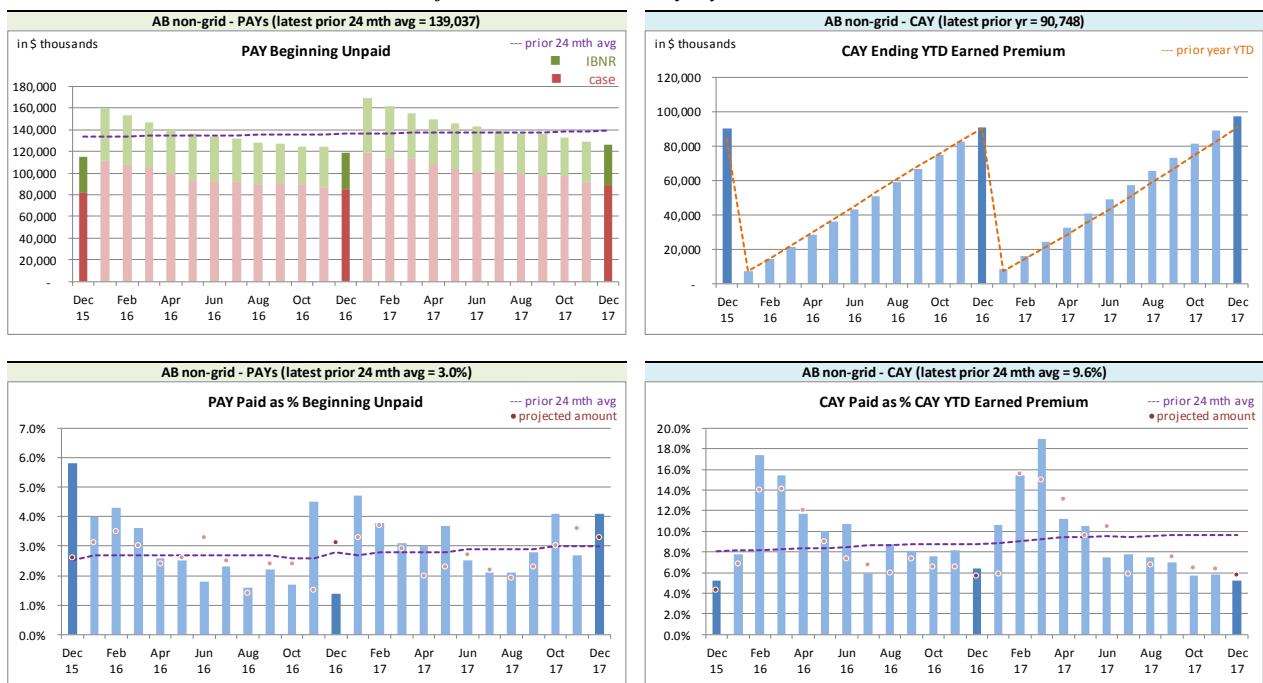 AB non-grid - PAYs (latest prior 24 mth avg = 139,037)
in $ thousands
PAY Beginning Unpaid
--- prior 24 mth avg
IBNR
case
180,000
160,000
140,000
120,000
100,000
80,000
60,000
40,000
20,000
-
Dec 15 Feb 16 Apr 16 Jun 16 Aug 16 Oct 16 Dec 16 Feb 17 Apr 17 Jun 17 Aug 17 Oct 17 Dec 17
AB non-grid - CAY (latest prior yr = 90,748)
in $ thousands
CAY Ending YTD Earned Premium
--- prior year YTD
120,000
100,000
80,000
60,000
40,000
20,000
-
Dec 15 Feb 16 Apr 16 Jun 16 Aug 16 Oct 16 Dec 16 Feb 17 Apr 17 Jun 17 Aug 17 Oct 17 Dec 17
AB non-grid - PAYs (latest prior 24 mth avg = 3.0%)
PAY Paid as % Beginning Unpaid
--- prior 24 mth avg
● projected amount
7.0%
6.0%
5.0%
4.0%
3.0%
2.0%
1.0%
0.0%
Dec 15 Feb 16 Apr 16 Jun 16 Aug 16 Oct 16 Dec 16 Feb 17 Apr 17 Jun 17 Aug 17 Oct 17 Dec 17
AB non-grid - CAY (latest prior 24 mth avg = 9.6%)
CAY Paid as % CAY YTD Earned Premium
--- prior 24 mth avg
● projected amount
20.0%
18.0%
16.0%
14.0%
12.0%
10.0%
8.0%
6.0%
4.0%
2.0%
0.0%
Dec 15 Feb 16 Apr 16 Jun 16 Aug 16 Oct 16 Dec 16 Feb 17 Apr 17 Jun 17 Aug 17 Oct 17 Dec 17